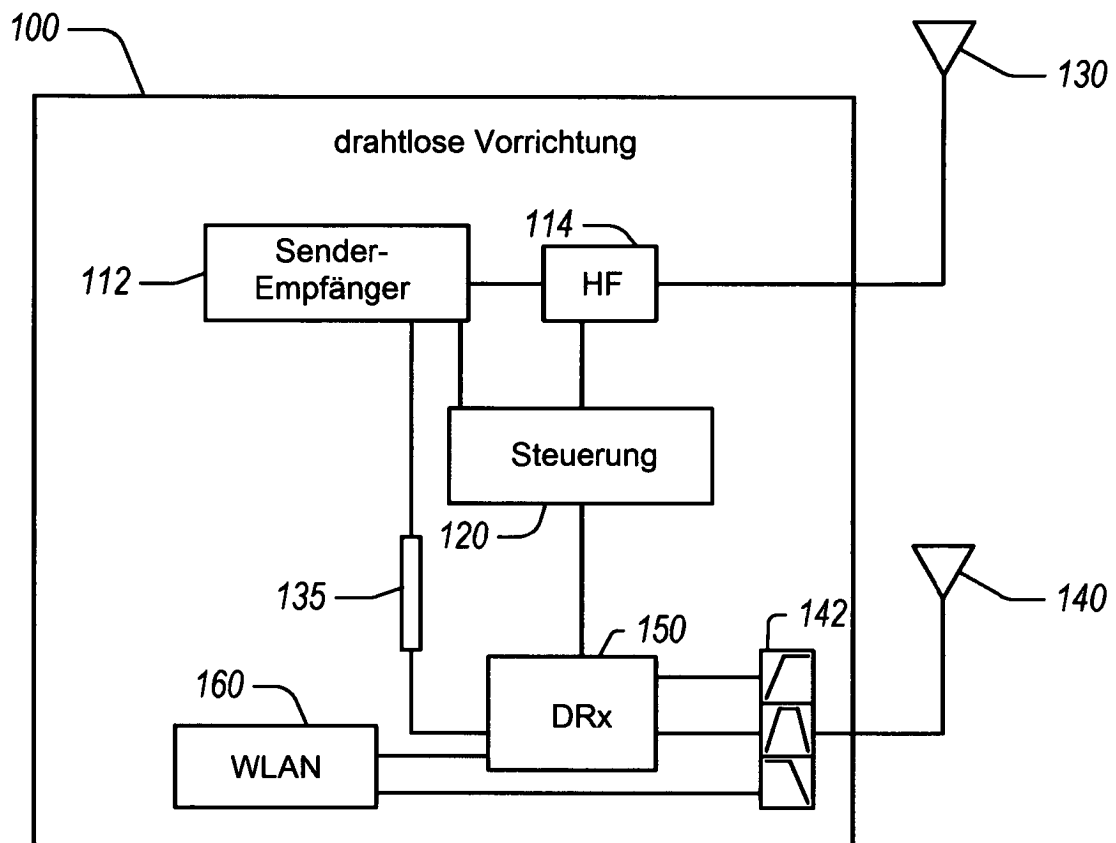 100
130
drahtlose Vorrichtung
114
112
Sender-
Empfänger
HF
Steuerung
120
135
140
150
142
160
DRx
WLAN